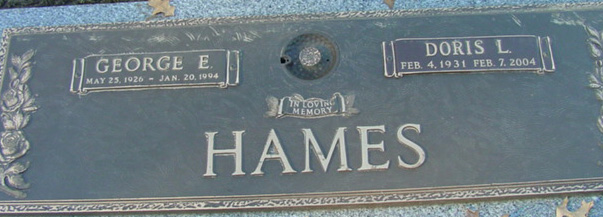 GEORGE E.
MAY 25, 1926 – JAN. 20, 1994
DORIS L.
FEB. 4, 1931 FEB. 7, 2004
IN LOVING
MEMORY
HAMES